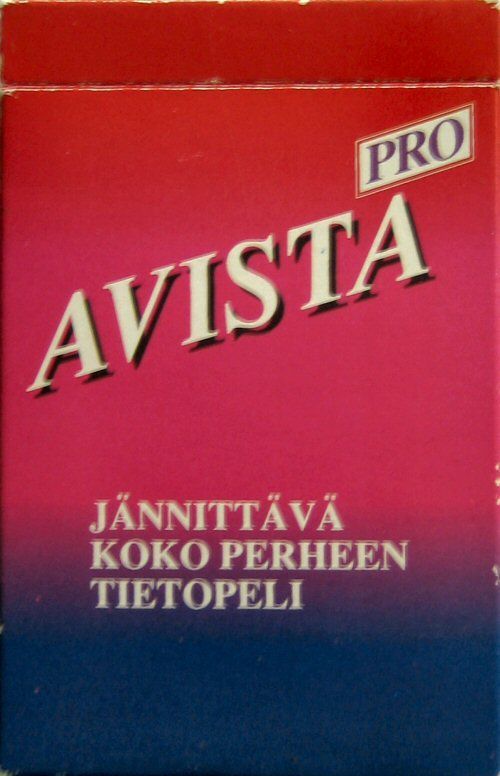 PRO
AVISTA
JÄNNITTÄVÄ
KOKO PERHEEN
TIETOPELI